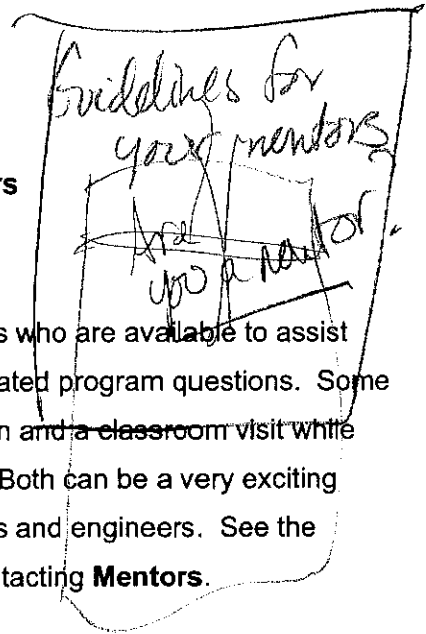 Guidelines for
your mentors
rs
Are
you a mentor.
s who are available to assist
ated program questions.  Some
n and a classroom visit while
Both can be a very exciting
s and engineers.  See the
tacting Mentors.